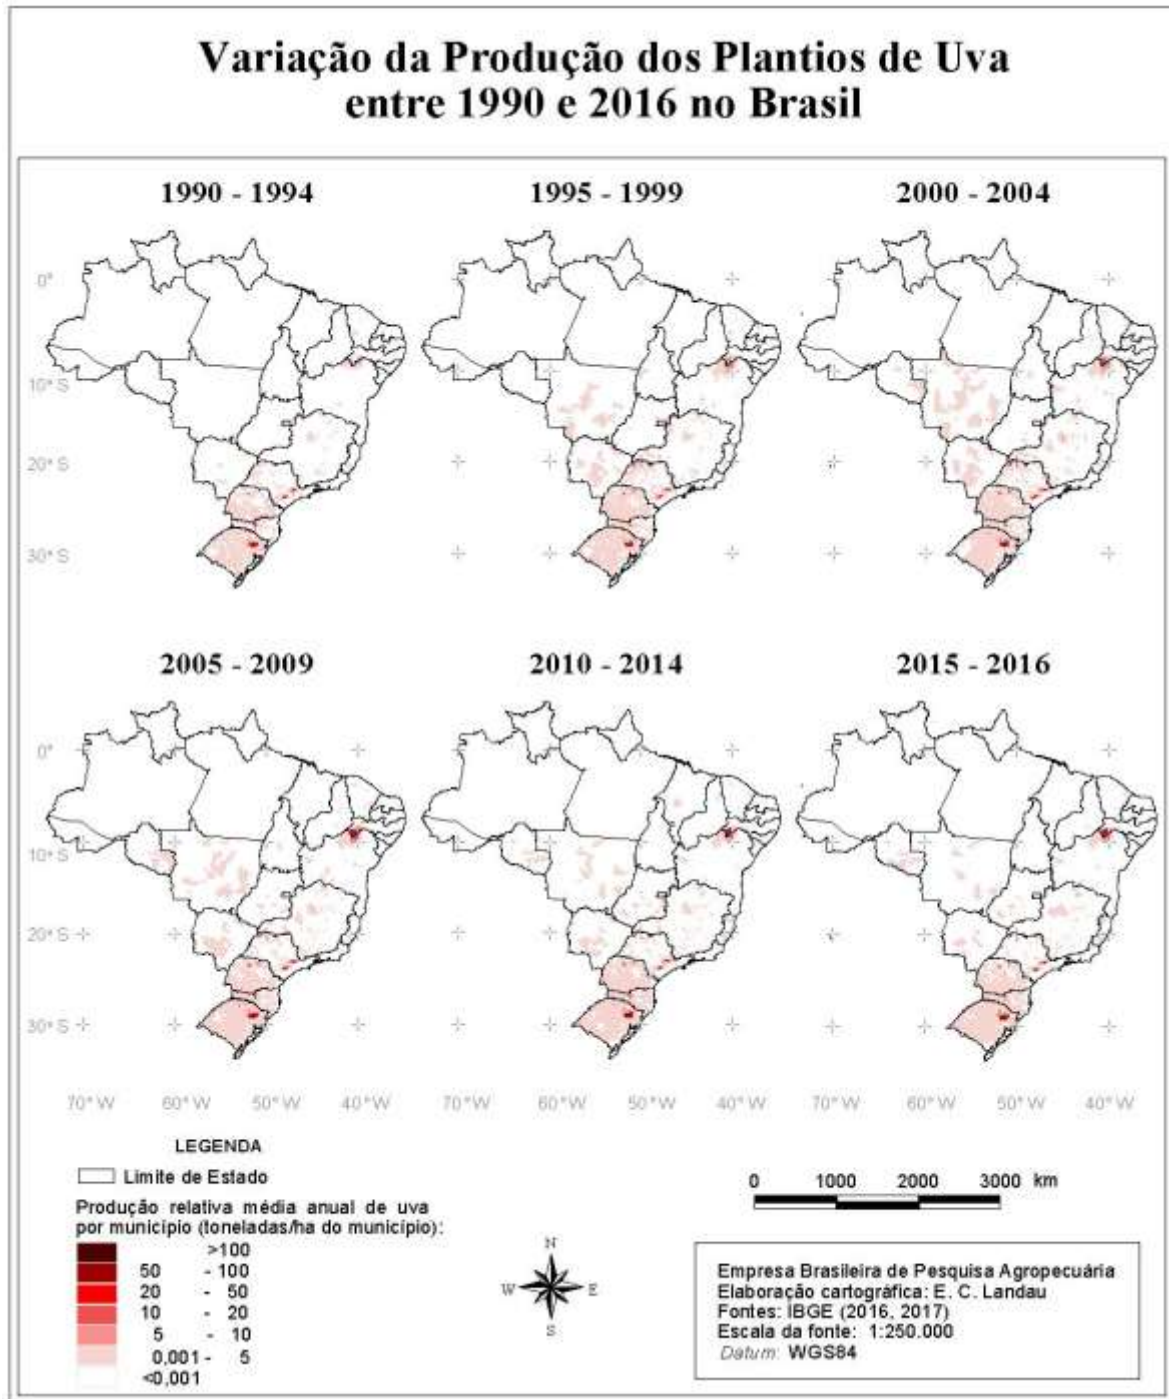 Variação da Produção dos Plantios de Uva
entre 1990 e 2016 no Brasil
1990 - 1994
1995 - 1999
2000 - 2004
0°
10° S
20° S
30° S
2005 - 2009
2010 - 2014
2015 - 2016
0°
10° S
20° S
30° S
70° W 60° W 50° W 40° W 70° W 60° W 50° W 40° W 70° W 60° W 50° W 40° W
LEGENDA
Limite de Estado
Produção relativa média anual de uva
por município (toneladas/ha do município):
>100
50 - 100
20 - 50
10 - 20
5 - 10
0,001 - 5
<0,001
N
W E
S
0 1000 2000 3000 km
Empresa Brasileira de Pesquisa Agropecuária
Elaboração cartográfica: E. C. Landau
Fontes: IBGE (2016, 2017)
Escala da fonte: 1:250.000
Datum: WGS84